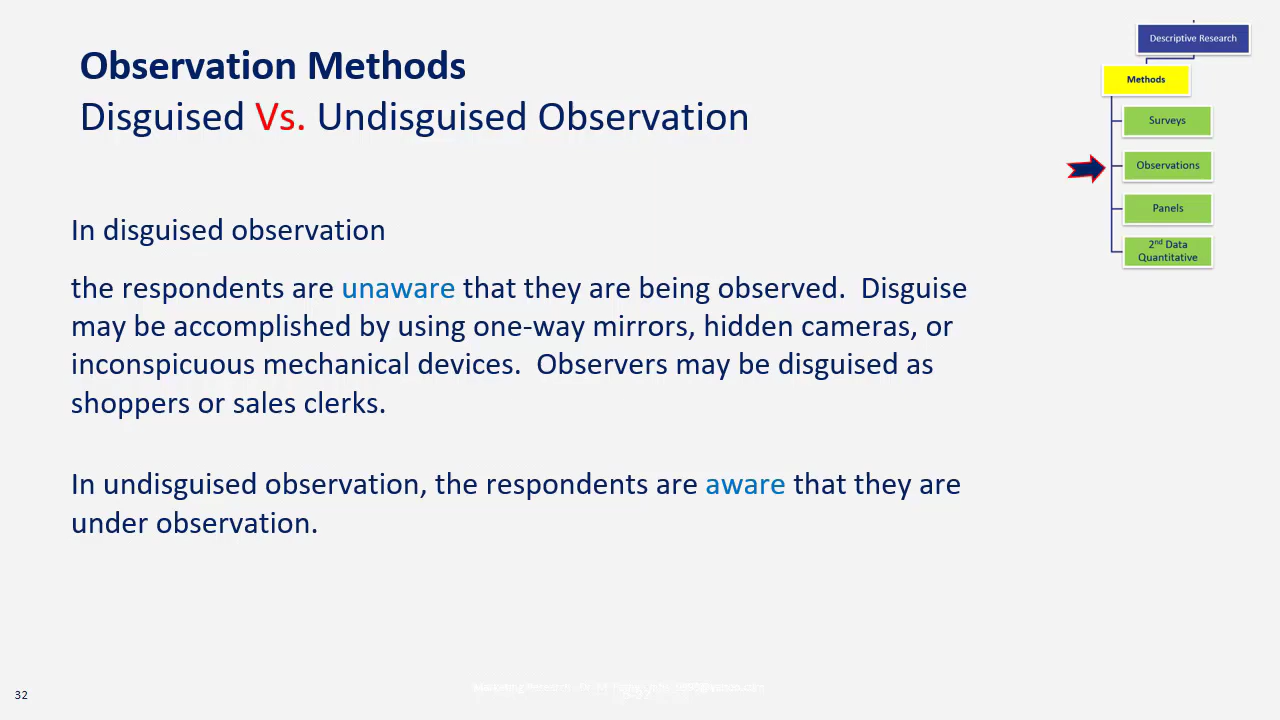 Observation Methods
Disguised Vs. Undisguised Observation
Descriptive Research
Methods
Surveys
Observations
Panels
2nd Data
Quantitative
In disguised observation
the respondents are unaware that they are being observed. Disguise
may be accomplished by using one-way mirrors, hidden cameras, or
inconspicuous mechanical devices. Observers may be disguised as
shoppers or sales clerks.
In undisguised observation, the respondents are aware that they are
under observation.
32